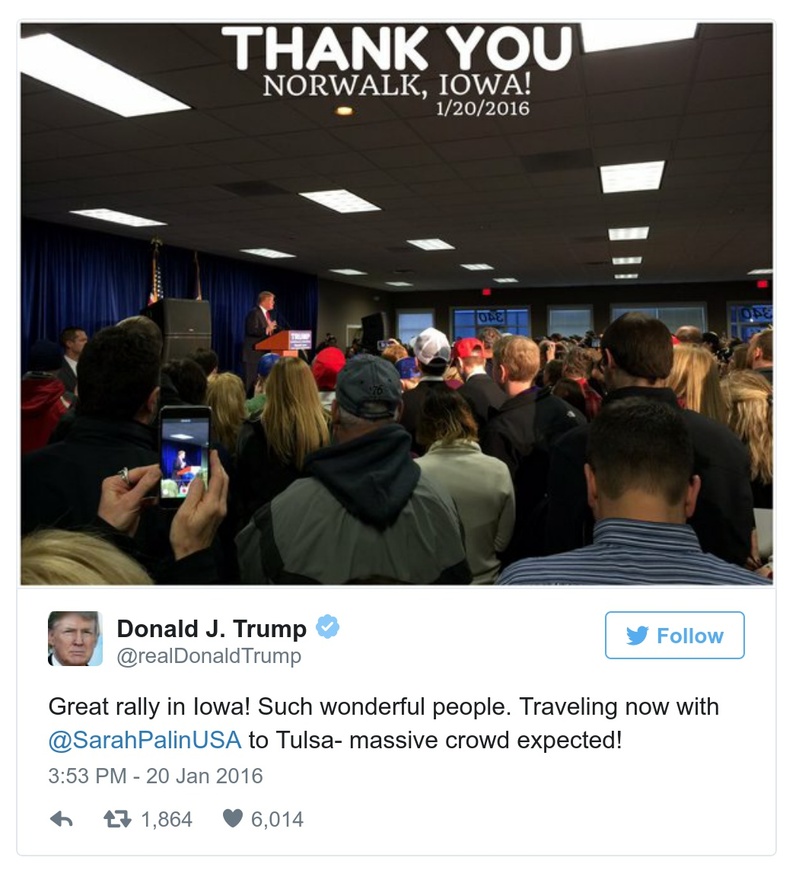 THANK YOU
NORWALK, IOWA!
1/20/2016
TRUMP
Donald J. Trump
@realDonaldTrump
Follow
Great rally in Iowa! Such wonderful people. Traveling now with
@SarahPalinUSA to Tulsa- massive crowd expected!
3:53 PM - 20 Jan 2016
1,864
6,014